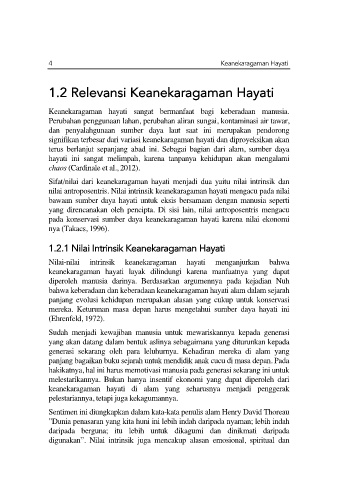 4 Keanekaragaman Hayati
1.2 Relevansi Keanekaragaman Hayati
Keanekaragaman hayati sangat bermanfaat bagi keberadaan manusia.
Perubahan penggunaan lahan, perubahan aliran sungai, kontaminasi air tawar,
dan penyalahgunaan sumber daya laut saat ini merupakan pendorong
signifikan terbesar dari variasi keanekaragaman hayati dan diproyeksikan akan
terus berlanjut sepanjang abad ini. Sebagai bagian dari alam, sumber daya
hayati ini sangat melimpah, karena tanpanya kehidupan akan mengalami
chaos (Cardinale et al., 2012).
Sifat/nilai dari keanekaragaman hayati menjadi dua yaitu nilai intrinsik dan
nilai antroposentris. Nilai intrinsik keanekaragaman hayati mengacu pada nilai
bawaan sumber daya hayati untuk eksis bersamaan dengan manusia seperti
yang direncanakan oleh pencipta. Di sisi lain, nilai antroposentris mengacu
pada konservasi sumber daya keanekaragaman hayati karena nilai ekonomi
nya (Takacs, 1996).
1.2.1 Nilai Intrinsik Keanekaragaman Hayati
Nilai-nilai intrinsik keanekaragaman hayati menganjurkan bahwa
keanekaragaman hayati layak dilindungi karena manfaatnya yang dapat
diperoleh manusia darinya. Berdasarkan argumennya pada kejadian Nuh
bahwa keberadaan dan keberadaan keanekaragaman hayati alam dalam sejarah
panjang evolusi kehidupan merupakan alasan yang cukup untuk konservasi
mereka. Keturunan masa depan harus mengetahui sumber daya hayati ini
(Ehrenfeld, 1972).
Sudah menjadi kewajiban manusia untuk mewariskannya kepada generasi
yang akan datang dalam bentuk aslinya sebagaimana yang diturunkan kepada
generasi sekarang oleh para leluhurnya. Kehadiran mereka di alam yang
panjang bagaikan buku sejarah untuk mendidik anak cucu di masa depan. Pada
hakikatnya, hal ini harus memotivasi manusia pada generasi sekarang ini untuk
melestarikannya. Bukan hanya insentif ekonomi yang dapat diperoleh dari
keanekaragaman hayati di alam yang seharusnya menjadi penggerak
pelestariannya, tetapi juga kekagumannya.
Sentimen ini diungkapkan dalam kata-kata penulis alam Henry David Thoreau
"Dunia penasaran yang kita huni ini lebih indah daripada nyaman; lebih indah
daripada berguna; itu lebih untuk dikagumi dan dinikmati daripada
digunakan". Nilai intrinsik juga mencakup alasan emosional, spiritual dan